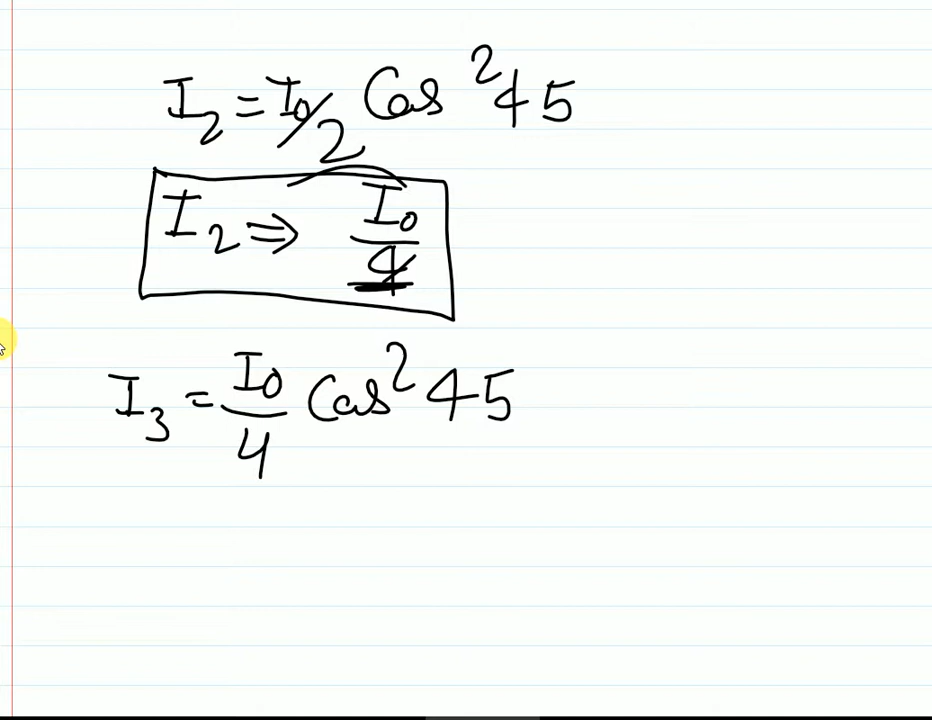 I₂ = I₀/2 Cos² 45
I₂ ⇒ I₀/4
I₃ = I₀/4 Cos² 45